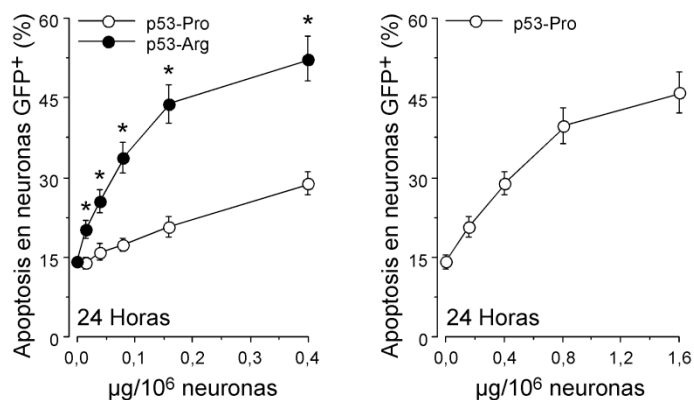 p53-Pro
p53-Arg
Apoptosis en neuronas GFP⁺ (%)
60
45
30
15
0
* * * * *
24 Horas
0,0 0,1 0,2 0,3 0,4
µg/10⁶ neuronas
p53-Pro
Apoptosis en neuronas GFP⁺ (%)
60
45
30
15
0
24 Horas
0,0 0,4 0,8 1,2 1,6
µg/10⁶ neuronas